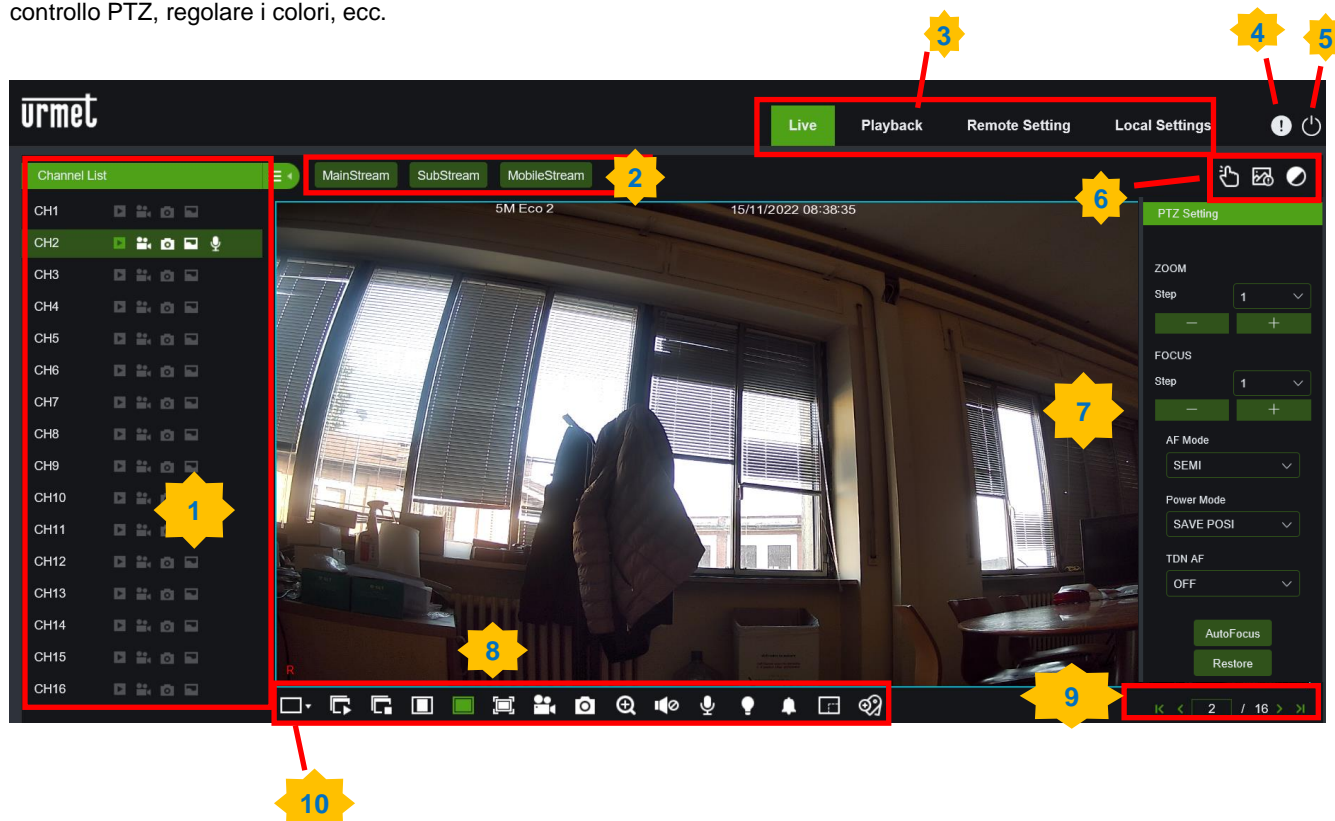 controllo PTZ, regolare i colori, ecc.
3
4
5
urmet
Live Playback Remote Setting Local Settings
Channel List
MainStream SubStream MobileStream
2
6
5M Eco 2 15/11/2022 08:38:35
PTZ Setting
CH1
CH2
CH3
CH4
CH5
CH6
CH7
CH8
CH9
CH10
CH11
CH12
CH13
CH14
CH15
CH16
1
ZOOM
Step 1
FOCUS
Step 1
7
AF Mode
SEMI
Power Mode
SAVE POSI
TDN AF
OFF
AutoFocus
Restore
8
R
9
2 / 16
10